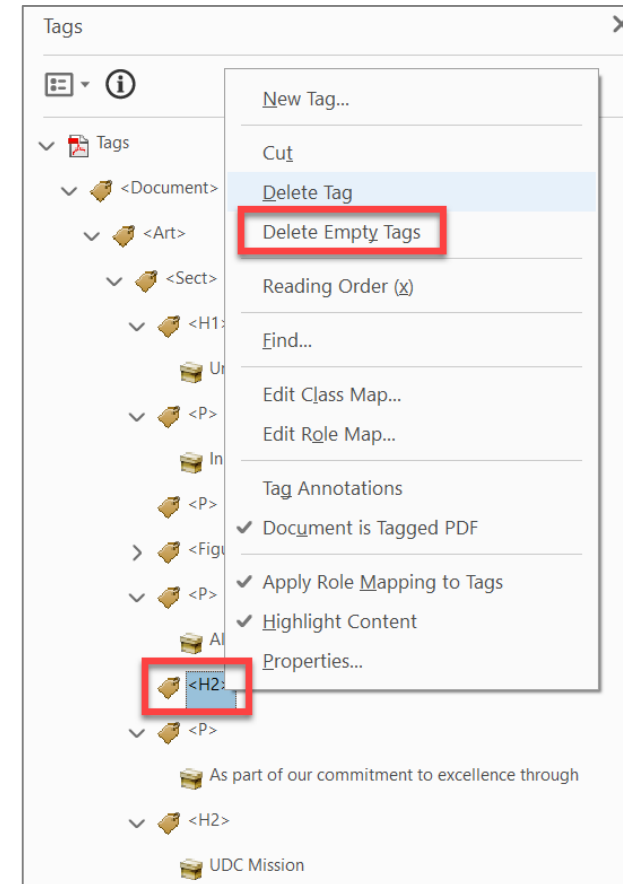 Tags
New Tag...
Tags
Cut
<Document>
Delete Tag
<Art>
Delete Empty Tags
<Sect>
Reading Order (x)
<H1>
Find...
Edit Class Map...
<P>
Edit Role Map...
In
Tag Annotations
<P>
Document is Tagged PDF
Apply Role Mapping to Tags
<P>
Highlight Content
Properties...
<H2>
<P>
As part of our commitment to excellence through
<H2>
UDC Mission